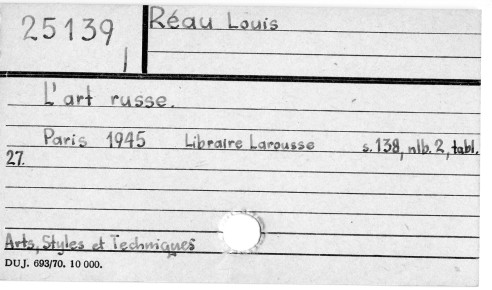 25139
Réau Louis
L'art russe.
Paris 1945 Libraire Larousse s.138, nlb.2, tabl.
27.
Arts, Styles et Techniques
DUJ. 693/70. 10 000.